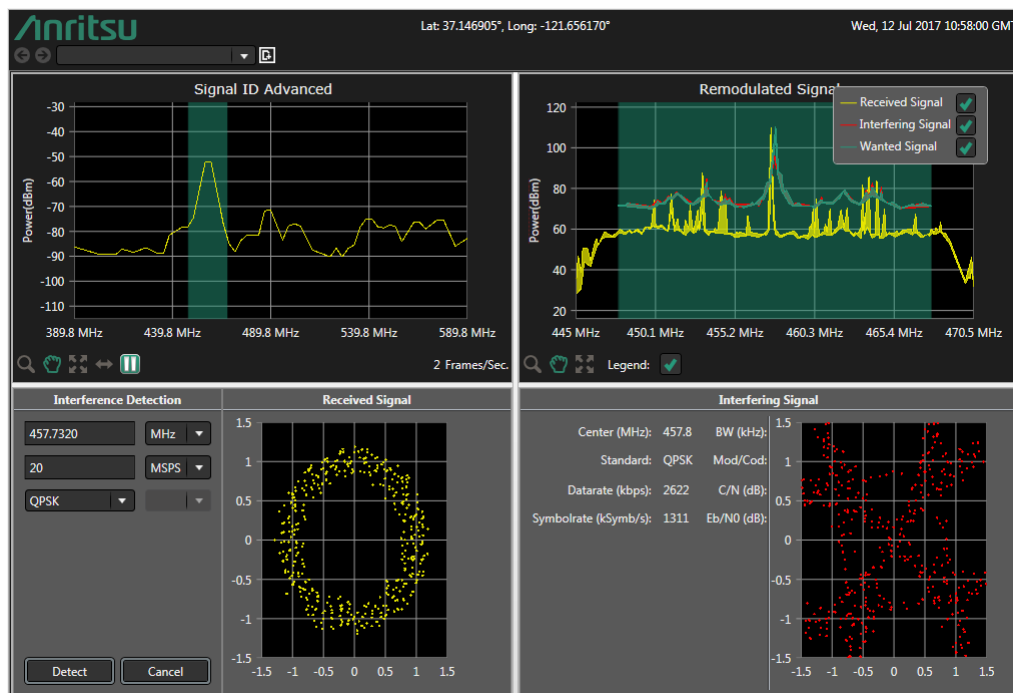 Anritsu
Lat: 37.146905°, Long: -121.656170°
Wed, 12 Jul 2017 10:58:00 GMT
Signal ID Advanced
Power(dBm)
-30
-40
-50
-60
-70
-80
-90
-100
-110
389.8 MHz 439.8 MHz 489.8 MHz 539.8 MHz 589.8 MHz
2 Frames/Sec.
Remodulated Signal
Received Signal
Interfering Signal
Wanted Signal
Power(dBm)
120
100
80
60
40
20
445 MHz 450.1 MHz 455.2 MHz 460.3 MHz 465.4 MHz 470.5 MHz
Legend:
Interference Detection
457.7320 MHz
20 MSPS
QPSK
Detect Cancel
Received Signal
1.5
1
0.5
0
-0.5
-1
-1.5
-1.5 -1 -0.5 0 0.5 1 1.5
Interfering Signal
Center (MHz): 457.8 BW (kHz):
Standard: QPSK Mod/Cod:
Datarate (kbps): 2622 C/N (dB):
Symbolrate (kSymb/s): 1311 Eb/N0 (dB):
1.5
1
0.5
0
-0.5
-1
-1.5
-1.5 -1 -0.5 0 0.5 1 1.5